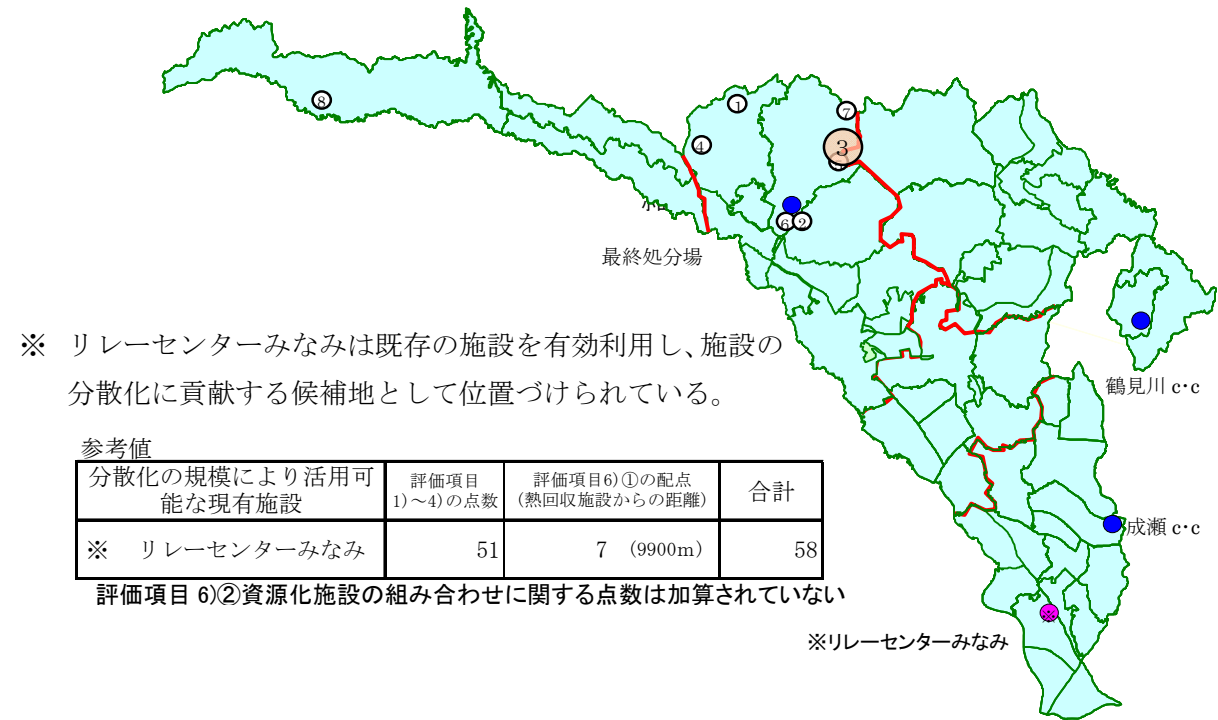 ⑧
①
⑦
④
③
⑥②
最終処分場
※ リレーセンターみなみは既存の施設を有効利用し、施設の
分散化に貢献する候補地として位置づけられている。
鶴見川 c・c
参考値
分散化の規模により活用可
能な現有施設
評価項目
1)～4)の点数
評価項目6)①の配点
(熱回収施設からの距離)
合計
※ リレーセンターみなみ
51
7 (9900m)
58
成瀬 c・c
評価項目 6)②資源化施設の組み合わせに関する点数は加算されていない
※
※リレーセンターみなみ